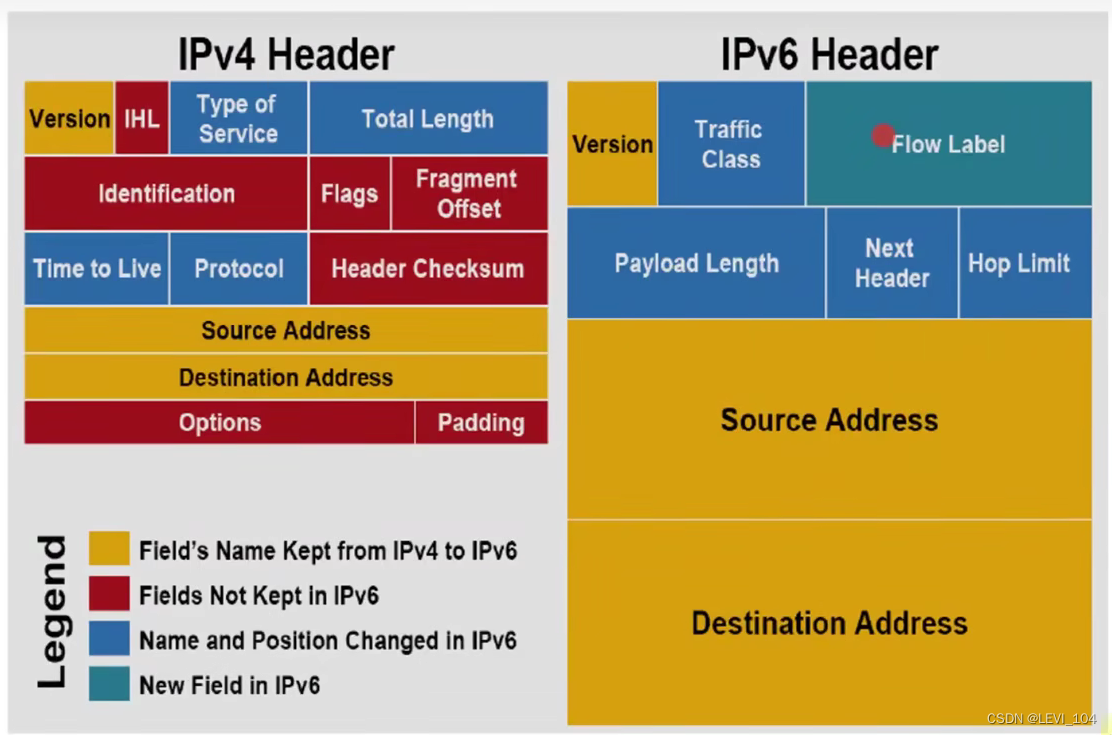 IPv4 Header
Version IHL Type of Service Total Length
Identification Flags Fragment Offset
Time to Live Protocol Header Checksum
Source Address
Destination Address
Options Padding
IPv6 Header
Version Traffic Class Flow Label
Payload Length Next Header Hop Limit
Source Address
Destination Address
Legend
Field's Name Kept from IPv4 to IPv6
Fields Not Kept in IPv6
Name and Position Changed in IPv6
New Field in IPv6
CSDN @LEVI_104